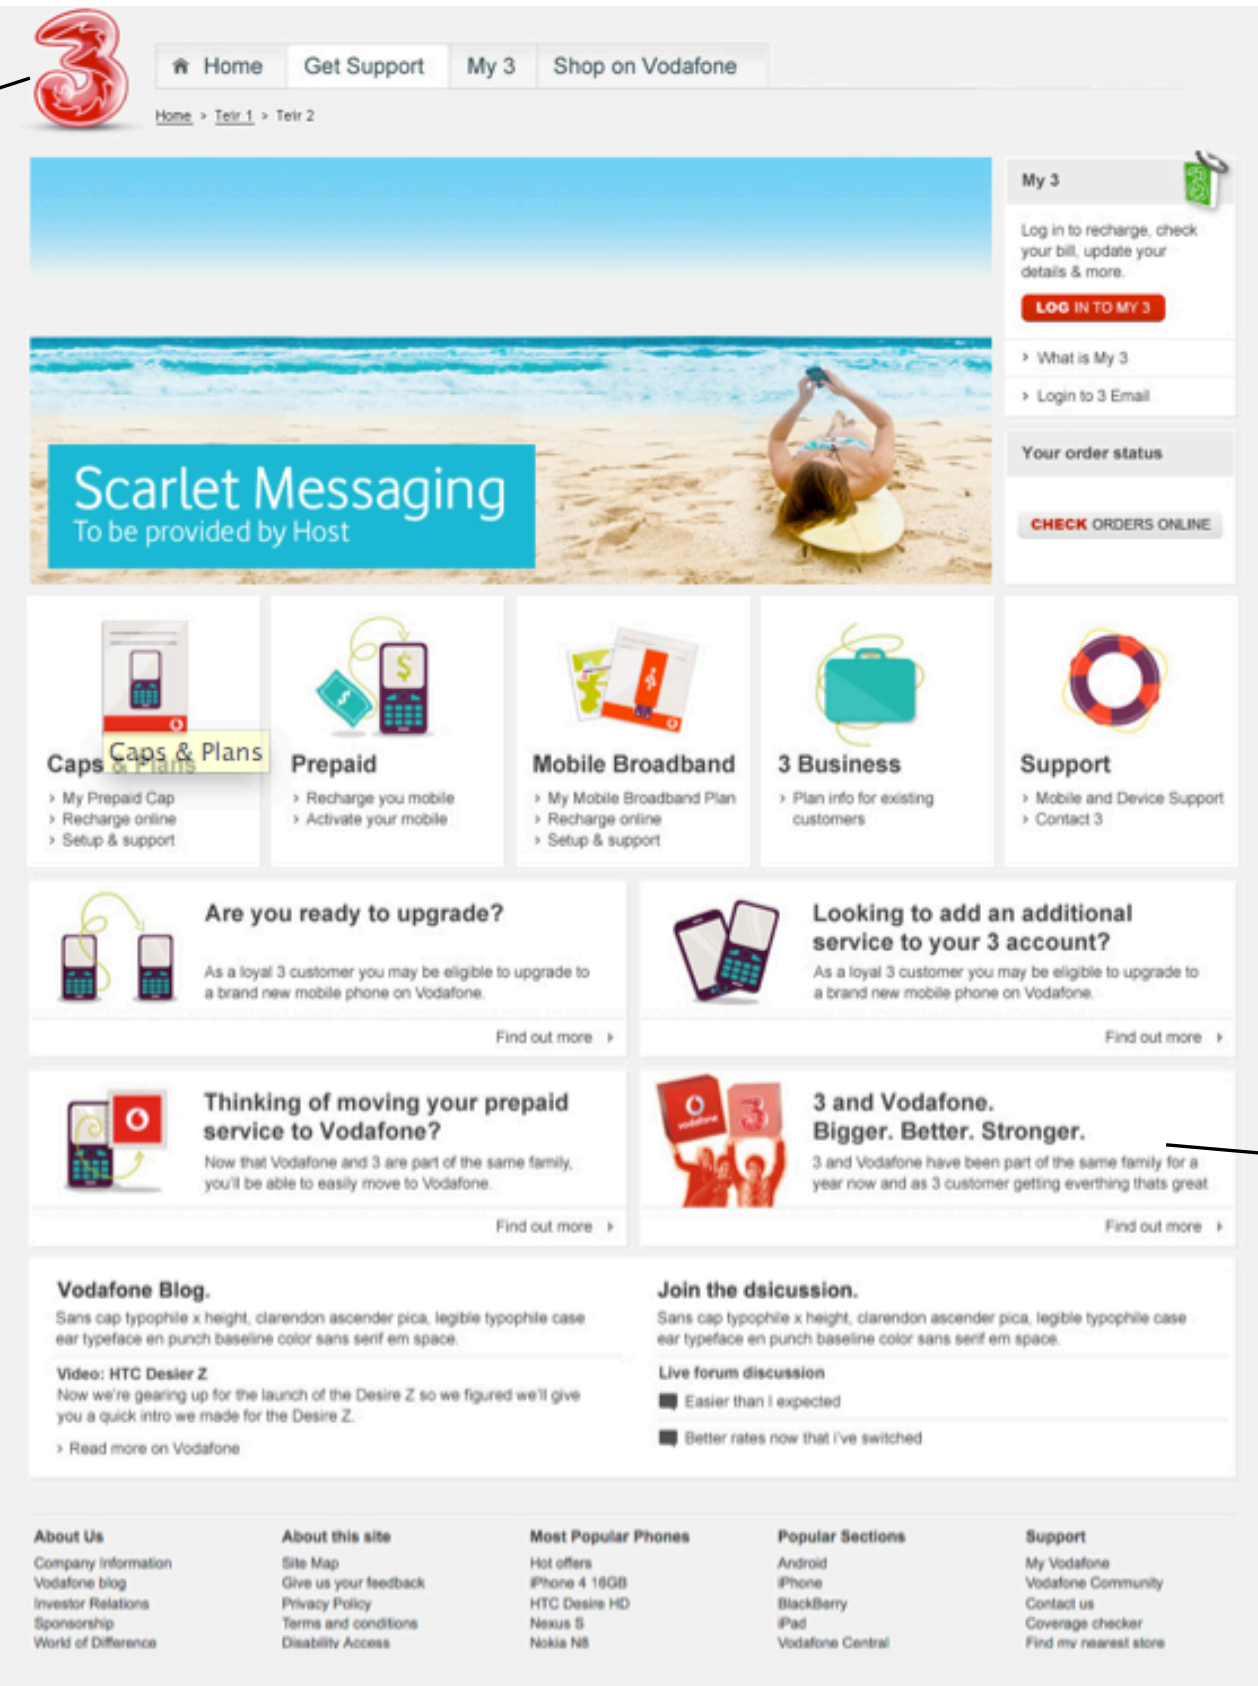 3
Home
Get Support
My 3
Shop on Vodafone
Home > Teir 1 > Teir 2
My 3
Log in to recharge, check
your bill, update your
details & more.
LOG IN TO MY 3
> What is My 3
> Login to 3 Email
Your order status
CHECK ORDERS ONLINE
Scarlet Messaging
To be provided by Host
Caps & Plans
Caps & Plans
> My Prepaid Cap
> Recharge online
> Setup & support
Prepaid
> Recharge you mobile
> Activate your mobile
Mobile Broadband
> My Mobile Broadband Plan
> Recharge online
> Setup & support
3 Business
> Plan info for existing
customers
Support
> Mobile and Device Support
> Contact 3
Are you ready to upgrade?
As a loyal 3 customer you may be eligible to upgrade to
a brand new mobile phone on Vodafone.
Find out more
Looking to add an additional
service to your 3 account?
As a loyal 3 customer you may be eligible to upgrade to
a brand new mobile phone on Vodafone.
Find out more
Thinking of moving your prepaid
service to Vodafone?
Now that Vodafone and 3 are part of the same family,
you'll be able to easily move to Vodafone.
Find out more
vodafone
3
3 and Vodafone.
Bigger. Better. Stronger.
3 and Vodafone have been part of the same family for a
year now and as 3 customer getting everthing thats great
Find out more
Vodafone Blog.
Sans cap typophile x height, clarendon ascender pica, legible typophile case
ear typeface en punch baseline color sans serif em space.
Video: HTC Desier Z
Now we're gearing up for the launch of the Desire Z so we figured we'll give
you a quick intro we made for the Desire Z.
> Read more on Vodafone
Join the dsicussion.
Sans cap typophile x height, clarendon ascender pica, legible typophile case
ear typeface en punch baseline color sans serif em space.
Live forum discussion
Easier than I expected
Better rates now that i've switched
About Us
Company Information
Vodafone blog
Investor Relations
Sponsorship
World of Difference
About this site
Site Map
Give us your feedback
Privacy Policy
Terms and conditions
Disability Access
Most Popular Phones
Hot offers
iPhone 4 16GB
HTC Desire HD
Nexus S
Nokia N8
Popular Sections
Android
iPhone
BlackBerry
iPad
Vodafone Central
Support
My Vodafone
Vodafone Community
Contact us
Coverage checker
Find my nearest store